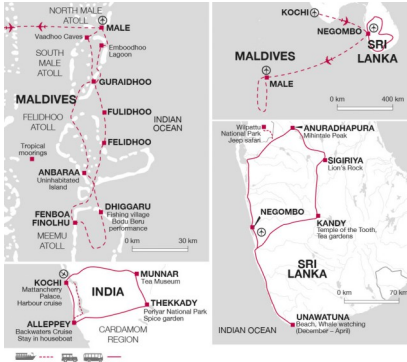 NORTH MALE
ATOLL
MALE
Vaadhoo Caves
Emboodhoo
Lagoon
SOUTH
MALE
ATOLL
GURAIDHOO
MALDIVES
FULIDHOO
FELIDHOO
ATOLL
INDIAN
OCEAN
FELIDHOO
Tropical
moorings
ANBARAA
Uninhabitated
Island
DHIGGARU
Fishing village
Bodu Beru
performance
FENBOA
FINOLHU
MEEMU
ATOLL
0 km 30 km
KOCHI
NEGOMBO
SRI
LANKA
MALDIVES
MALE
0 km 400 km
Wilpattu
National Park
Jeep safari
ANURADHAPURA
Mihintale Peak
SIGIRIYA
Lion's Rock
NEGOMBO
KANDY
Temple of the Tooth,
Tea gardens
SRI
LANKA
0 km 70 km
UNAWATUNA
Beach, Whale watching
(December – April)
INDIAN OCEAN
KOCHI
Mattancherry
Palace,
Harbour cruise
INDIA
MUNNAR
Tea Museum
THEKKADY
Periyar National Park
Spice garden
ALLEPPEY
Backwaters Cruise
Stay in houseboat
CARDAMOM
REGION